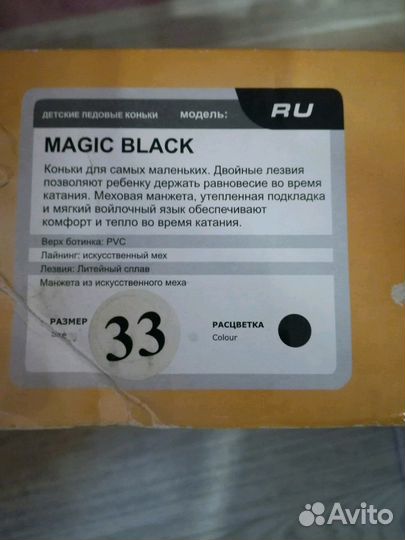 ДЕТСКИЕ ЛЕДОВЫЕ КОНЬКИ модель: RU
MAGIC BLACK
Коньки для самых маленьких. Двойные лезвия
позволяют ребенку держать равновесие во время
катания. Меховая манжета, утепленная подкладка
и мягкий войлочный язык обеспечивают
комфорт и тепло во время катания.
Верх ботинка: PVC
Лайнинг: искусственный мех
Лезвия: Литейный сплав
Манжета из искусственного меха
РАЗМЕР 33 РАСЦВЕТКА
Colour
Avito